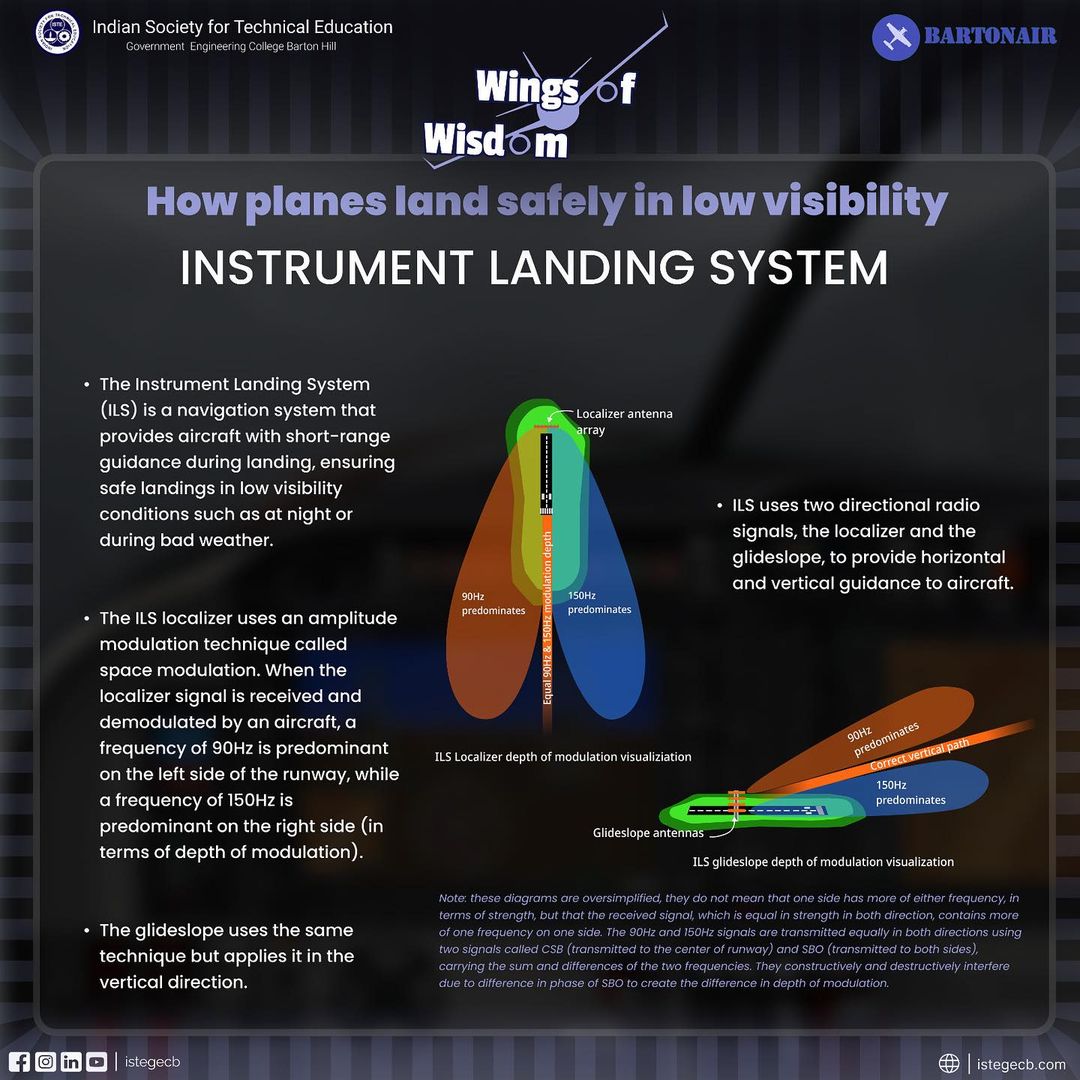 Indian Society for Technical Education
Government Engineering College Barton Hill
BARTONAIR
Wings of
Wisdom
How planes land safely in low visibility
INSTRUMENT LANDING SYSTEM
• The Instrument Landing System
(ILS) is a navigation system that
provides aircraft with short-range
guidance during landing, ensuring
safe landings in low visibility
conditions such as at night or
during bad weather.
• The ILS localizer uses an amplitude
modulation technique called
space modulation. When the
localizer signal is received and
demodulated by an aircraft, a
frequency of 90Hz is predominant
on the left side of the runway, while
a frequency of 150Hz is
predominant on the right side (in
terms of depth of modulation).
• The glideslope uses the same
technique but applies it in the
vertical direction.
Localizer antenna
array
90Hz
predominates
Equal 90Hz & 150Hz modulation depth
150Hz
predominates
ILS Localizer depth of modulation visualiziation
• ILS uses two directional radio
signals, the localizer and the
glideslope, to provide horizontal
and vertical guidance to aircraft.
90Hz
predominates
Correct vertical path
150Hz
predominates
Glideslope antennas
ILS glideslope depth of modulation visualization
Note: these diagrams are oversimplified, they do not mean that one side has more of either frequency, in
terms of strength, but that the received signal, which is equal in strength in both direction, contains more
of one frequency on one side. The 90Hz and 150Hz signals are transmitted equally in both directions using
two signals called CSB (transmitted to the center of runway) and SBO (transmitted to both sides),
carrying the sum and differences of the two frequencies. They constructively and destructively interfere
due to difference in phase of SBO to create the difference in depth of modulation.
istegecb
istegecb.com